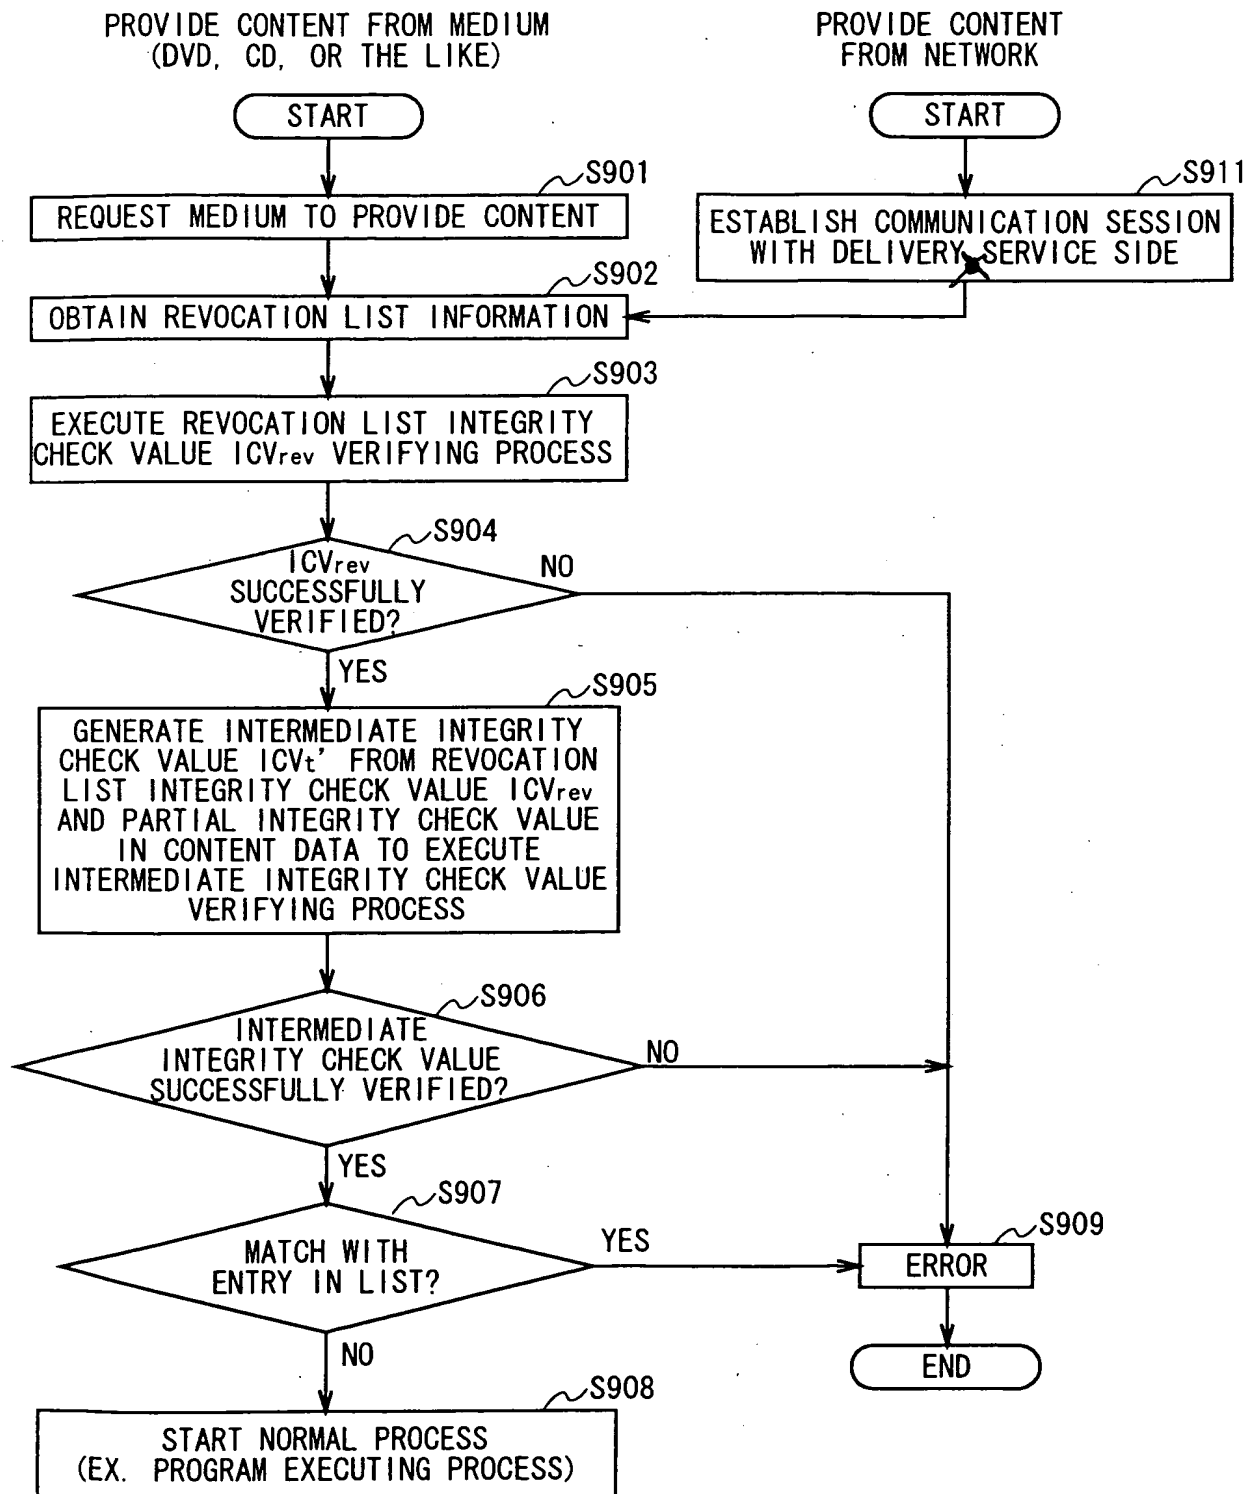 PROVIDE CONTENT FROM MEDIUM
(DVD, CD, OR THE LIKE)
PROVIDE CONTENT
FROM NETWORK
START
START
S901
REQUEST MEDIUM TO PROVIDE CONTENT
S911
ESTABLISH COMMUNICATION SESSION
WITH DELIVERY SERVICE SIDE
S902
OBTAIN REVOCATION LIST INFORMATION
S903
EXECUTE REVOCATION LIST INTEGRITY
CHECK VALUE ICVrev VERIFYING PROCESS
S904
ICVrev
SUCCESSFULLY
VERIFIED?
NO
YES
S905
GENERATE INTERMEDIATE INTEGRITY
CHECK VALUE ICVt' FROM REVOCATION
LIST INTEGRITY CHECK VALUE ICVrev
AND PARTIAL INTEGRITY CHECK VALUE
IN CONTENT DATA TO EXECUTE
INTERMEDIATE INTEGRITY CHECK VALUE
VERIFYING PROCESS
S906
INTERMEDIATE
INTEGRITY CHECK VALUE
SUCCESSFULLY VERIFIED?
NO
YES
S907
MATCH WITH
ENTRY IN LIST?
YES
S909
ERROR
NO
END
S908
START NORMAL PROCESS
(EX. PROGRAM EXECUTING PROCESS)